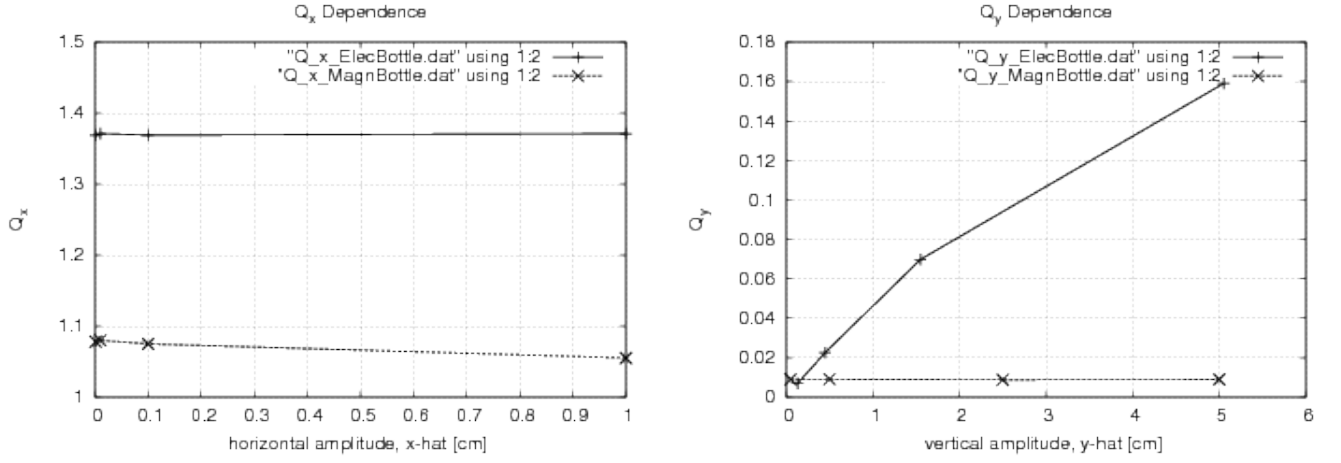 Q_x Dependence
1.5
1.4
1.3
1.2
1.1
1
"Q_x_ElecBottle.dat" using 1:2
"Q_x_MagnBottle.dat" using 1:2
Q_x
0 0.1 0.2 0.3 0.4 0.5 0.6 0.7 0.8 0.9 1
horizontal amplitude, x-hat [cm]
Q_y Dependence
0.18
0.16
0.14
0.12
0.1
0.08
0.06
0.04
0.02
0
"Q_y_ElecBottle.dat" using 1:2
"Q_y_MagnBottle.dat" using 1:2
Q_y
0 1 2 3 4 5 6
vertical amplitude, y-hat [cm]